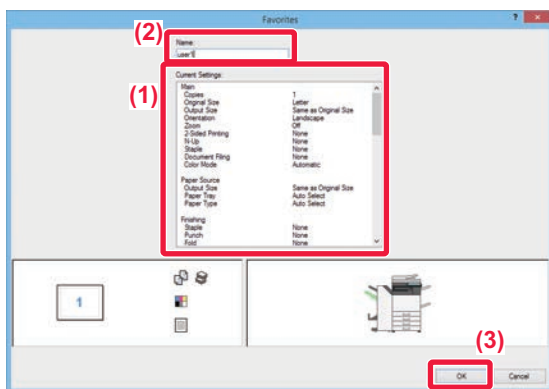 Favorites
? x
(2)
Name:
user1
Current Settings:
(1)
Main
Copies 1
Original Size Letter
Output Size Same as Original Size
Orientation Landscape
Zoom Off
2-Sided Printing None
N-Up None
Staple None
Document Filing None
Color Mode Automatic
Paper Source
Output Size Same as Original Size
Paper Tray Auto Select
Paper Type Auto Select
Finishing
Staple None
Punch None
Fold None
1
(3)
OK Cancel